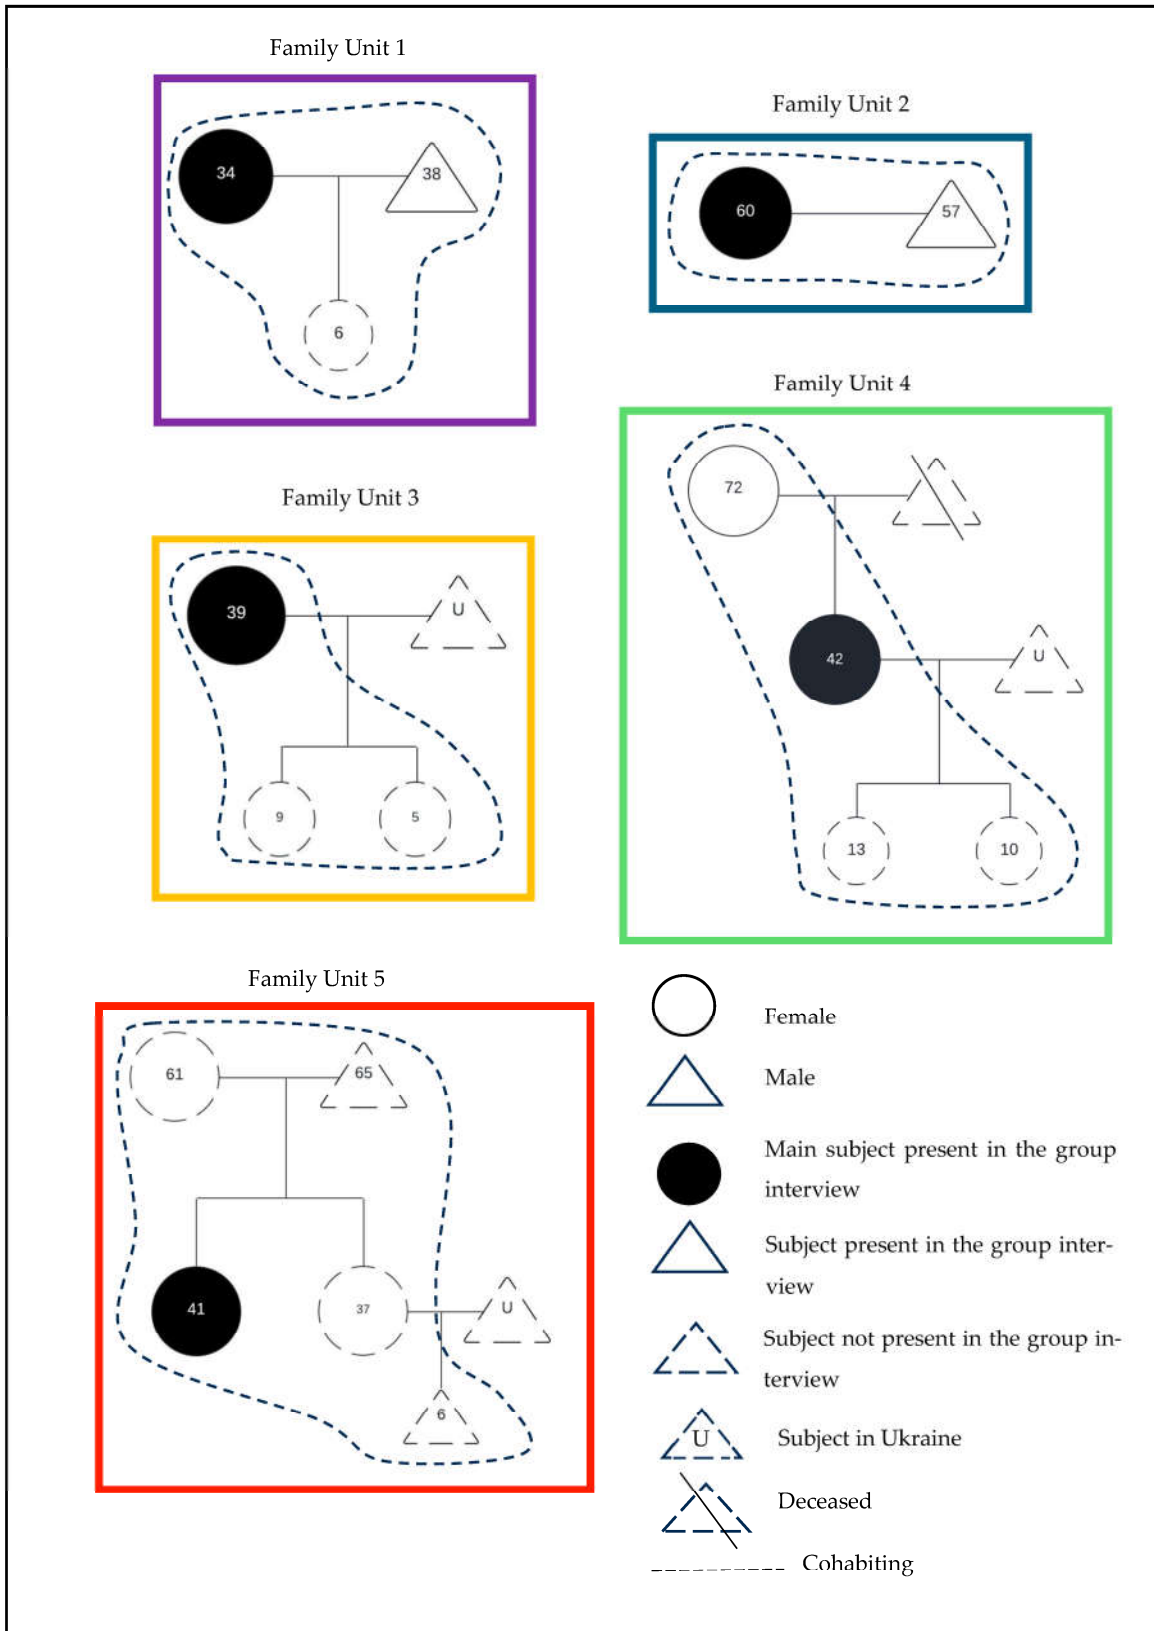 Family Unit 1
34
38
6
Family Unit 2
60
57
Family Unit 3
39
U
9
5
Family Unit 4
72
42
U
13
10
Family Unit 5
61
65
41
37
U
6
Female
Male
Main subject present in the group
interview
Subject present in the group inter-
view
Subject not present in the group in-
terview
U
Subject in Ukraine
Deceased
Cohabiting